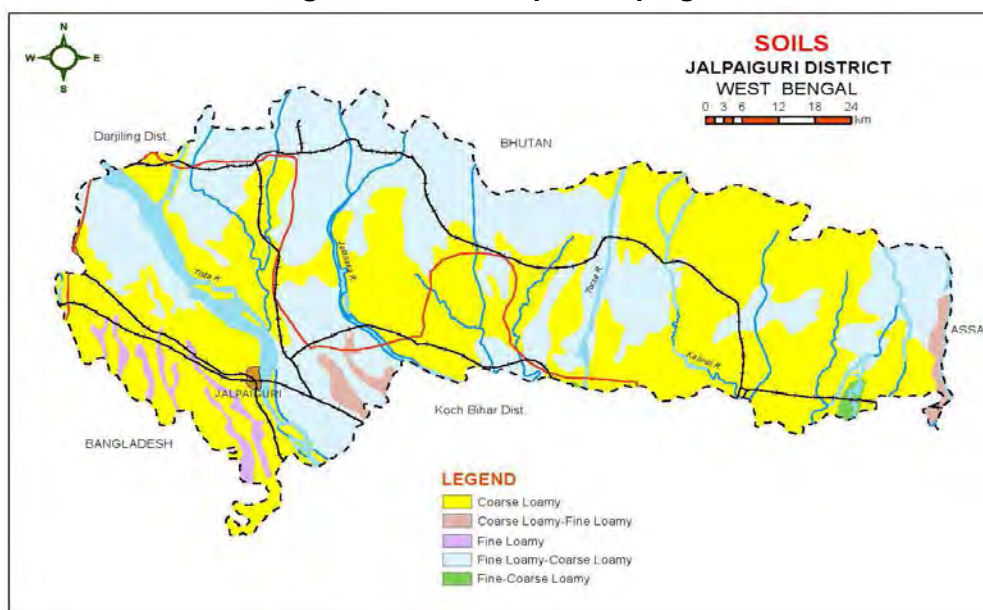 N
W E
S
SOILS
JALPAIGURI DISTRICT
WEST BENGAL
0 3 6 12 18 24
km
Darjiling Dist.
BHUTAN
Tista R.
Jaldhaka R.
Torsa R.
ASSA
Kalindi R.
JALPAIGURI
Koch Bihar Dist.
BANGLADESH
LEGEND
Coarse Loamy
Coarse Loamy-Fine Loamy
Fine Loamy
Fine Loamy-Coarse Loamy
Fine-Coarse Loamy